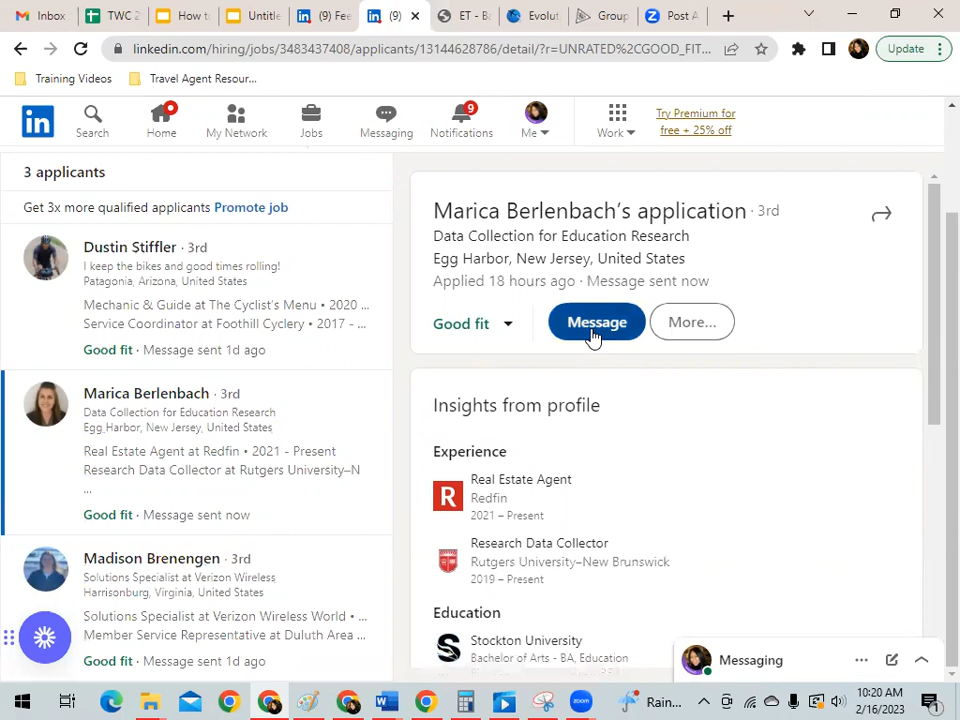 Inbox
TWC 2
How to
Untitle
(9) Fee
(9)
ET - Ba
Evolut
Group
Post A
linkedin.com/hiring/jobs/3483437408/applicants/13144628786/detail/?r=UNRATED%2CGOOD_FIT...
Update
Training Videos
Travel Agent Resour...
in
Search
Home
My Network
Jobs
Messaging
9
Notifications
Me
Work
Try Premium for
free + 25% off
3 applicants
Get 3x more qualified applicants Promote job
Dustin Stiffler · 3rd
I keep the bikes and good times rolling!
Patagonia, Arizona, United States
Mechanic & Guide at The Cyclist's Menu • 2020 ...
Service Coordinator at Foothill Cyclery • 2017 - ...
Good fit · Message sent 1d ago
Marica Berlenbach · 3rd
Data Collection for Education Research
Egg Harbor, New Jersey, United States
Real Estate Agent at Redfin • 2021 - Present
Research Data Collector at Rutgers University–N
...
Good fit · Message sent now
Madison Brenengen · 3rd
Solutions Specialist at Verizon Wireless
Harrisonburg, Virginia, United States
Solutions Specialist at Verizon Wireless World • ...
Member Service Representative at Duluth Area ...
Good fit · Message sent 1d ago
Marica Berlenbach's application · 3rd
Data Collection for Education Research
Egg Harbor, New Jersey, United States
Applied 18 hours ago · Message sent now
Good fit
Message
More...
Insights from profile
Experience
R
Real Estate Agent
Redfin
2021 – Present
Research Data Collector
Rutgers University–New Brunswick
2019 – Present
Education
Stockton University
Bachelor of Arts - BA, Education
Messaging
Rain...
10:20 AM
2/16/2023
1